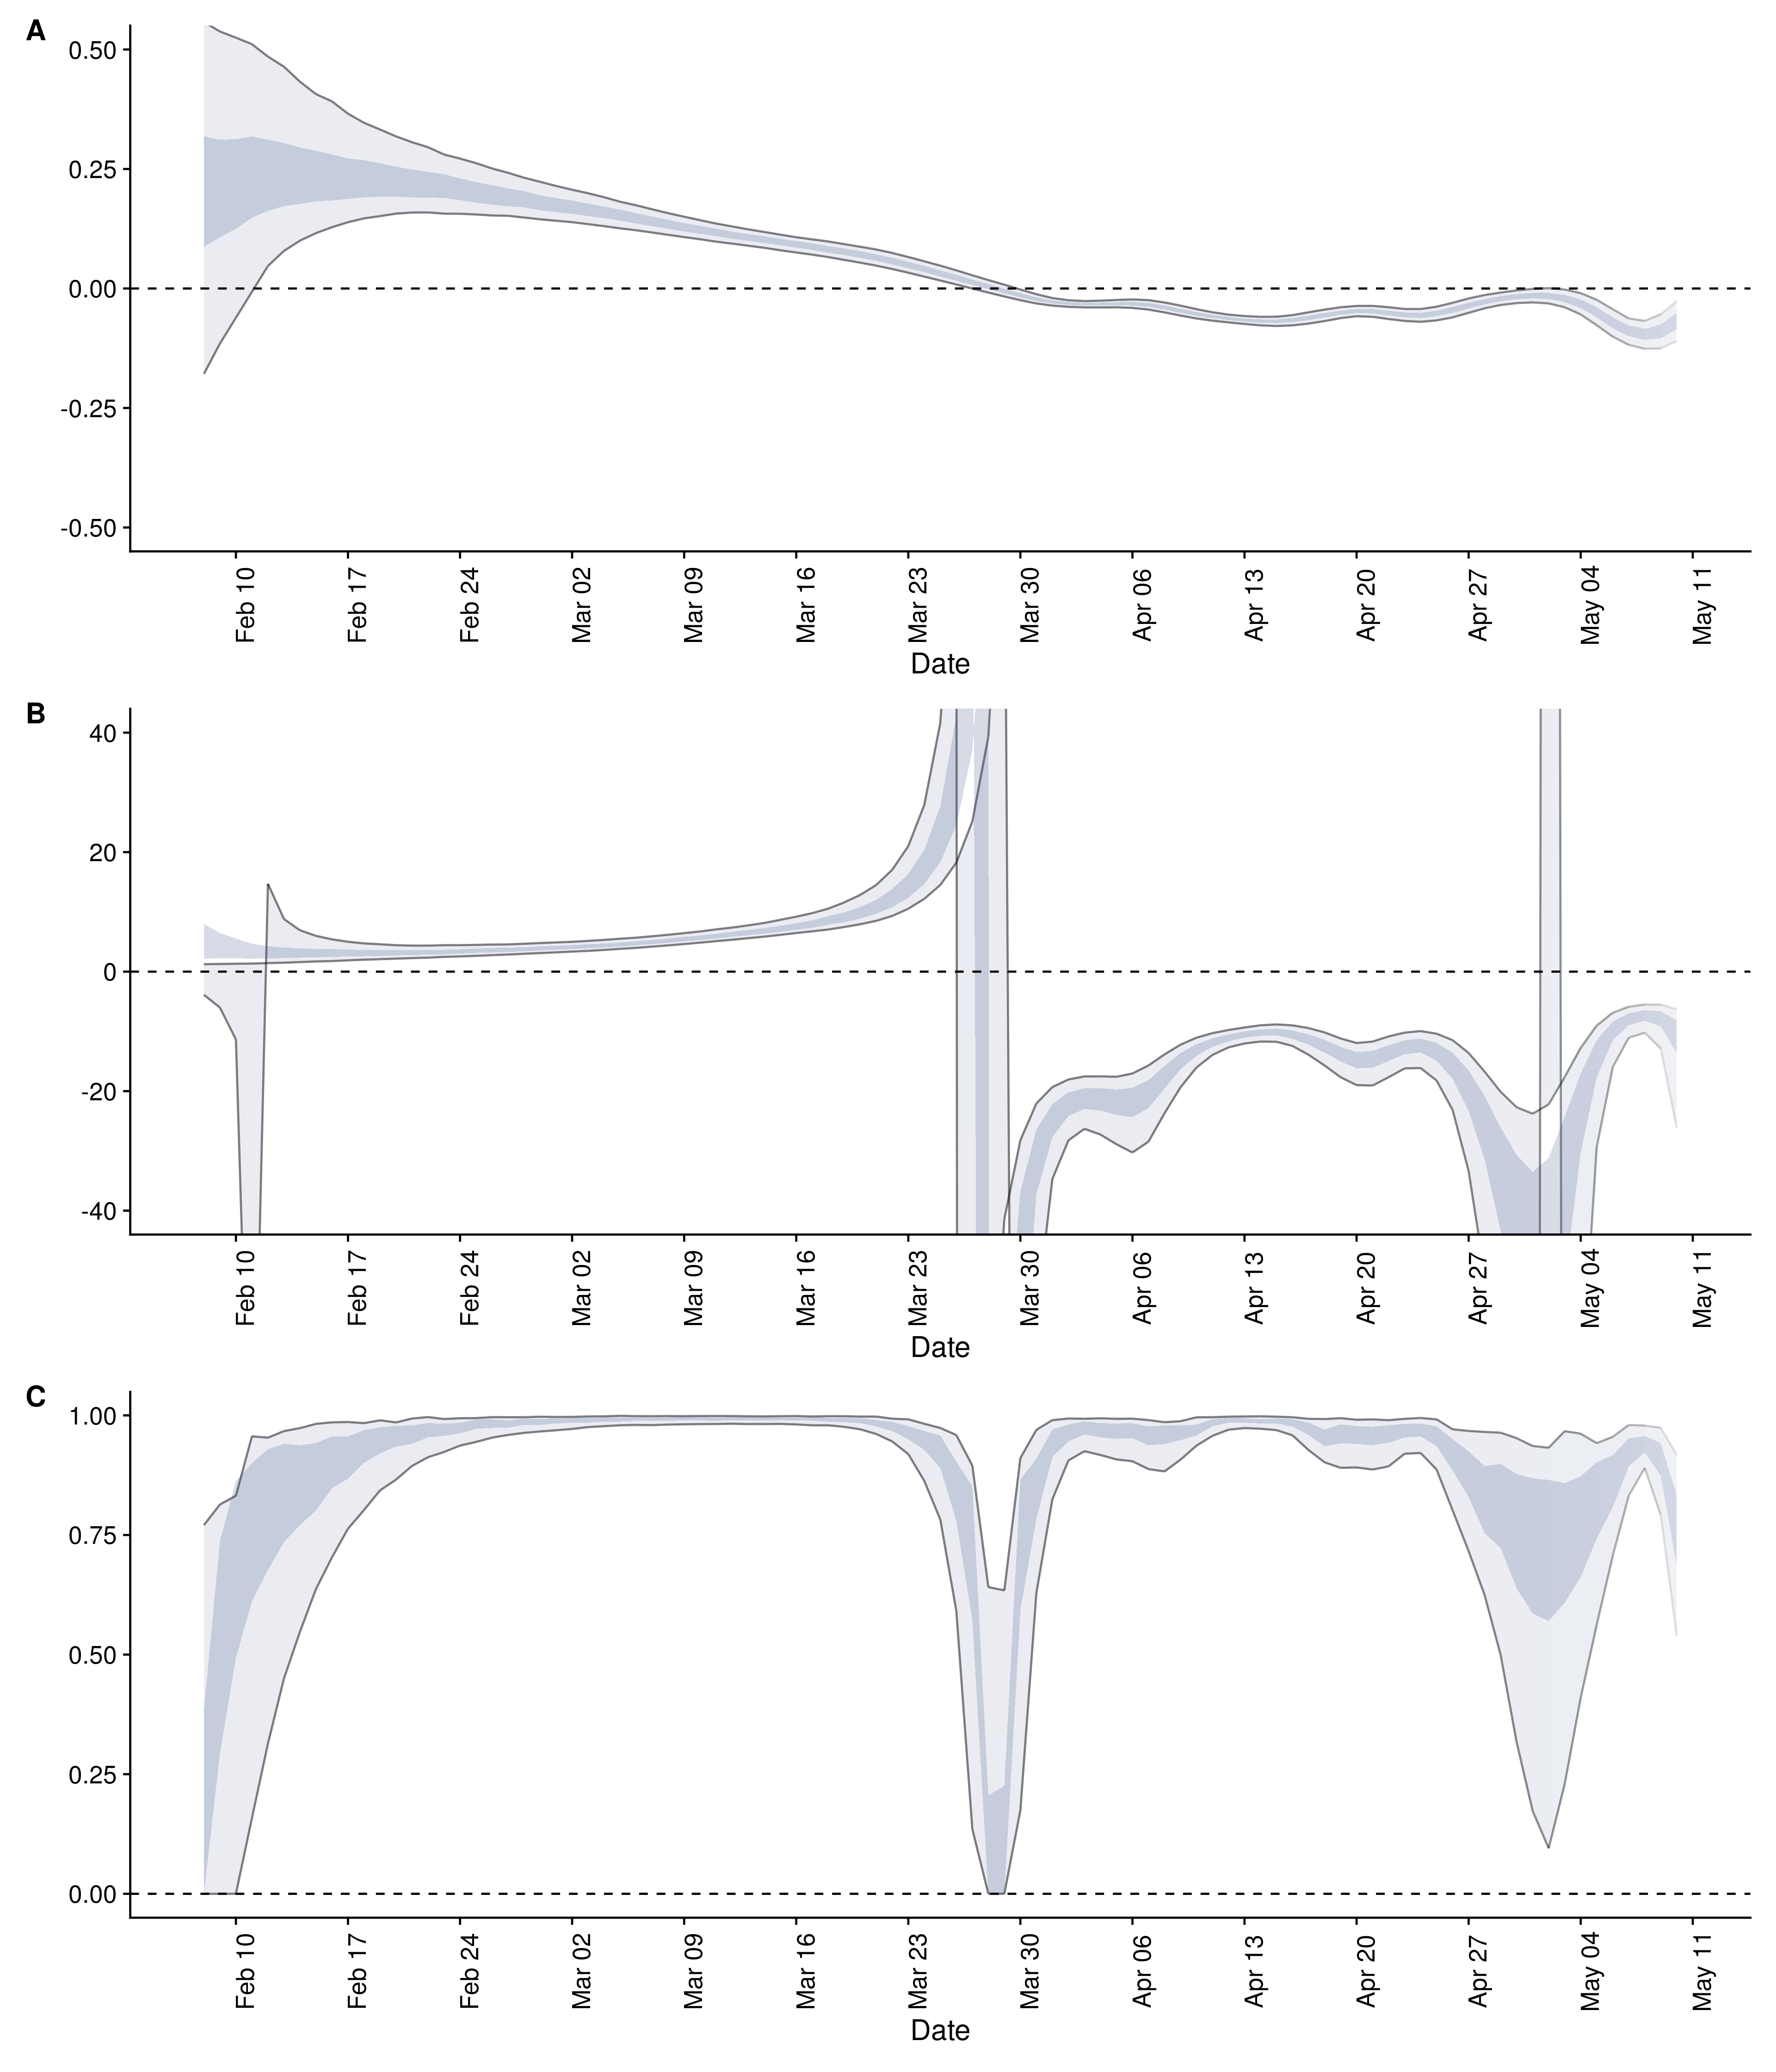 A
0.50
0.25
0.00
-0.25
-0.50
Feb 10
Feb 17
Feb 24
Mar 02
Mar 09
Mar 16
Mar 23
Mar 30
Apr 06
Apr 13
Apr 20
Apr 27
May 04
May 11
Date
B
40
20
0
-20
-40
Feb 10
Feb 17
Feb 24
Mar 02
Mar 09
Mar 16
Mar 23
Mar 30
Apr 06
Apr 13
Apr 20
Apr 27
May 04
May 11
Date
C
1.00
0.75
0.50
0.25
0.00
Feb 10
Feb 17
Feb 24
Mar 02
Mar 09
Mar 16
Mar 23
Mar 30
Apr 06
Apr 13
Apr 20
Apr 27
May 04
May 11
Date